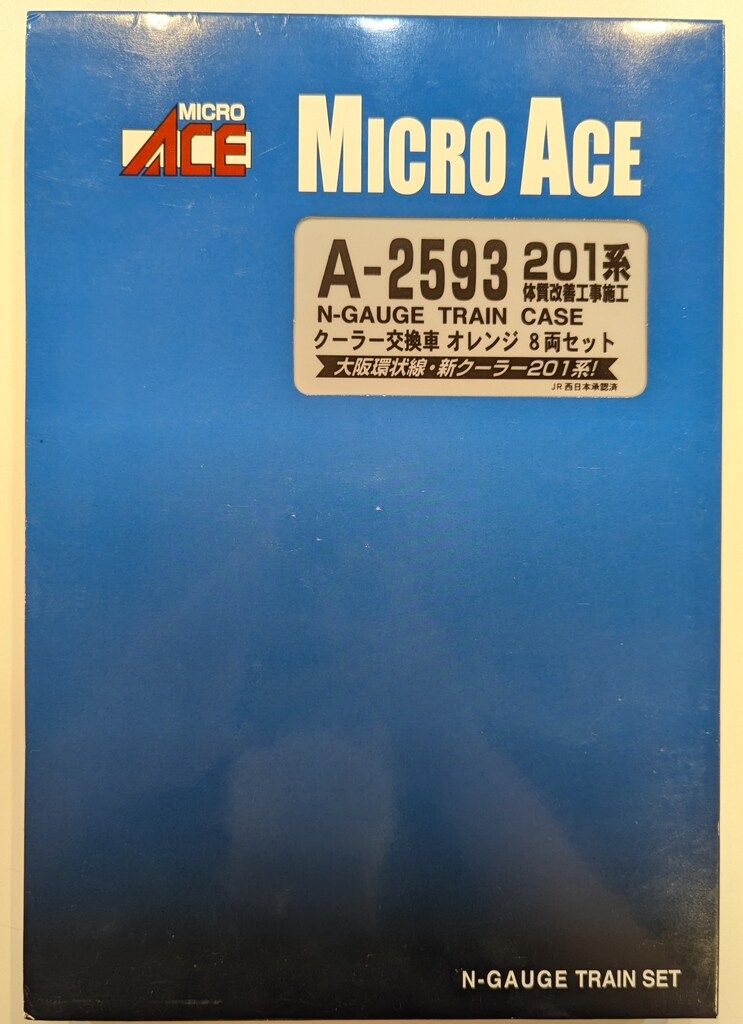 MICRO
ACE
MICRO ACE
A-2593 201系
体質改善工事施工
N-GAUGE TRAIN CASE
クーラー交換車 オレンジ 8両セット
大阪環状線・新クーラー201系!
JR西日本承認済
N-GAUGE TRAIN SET